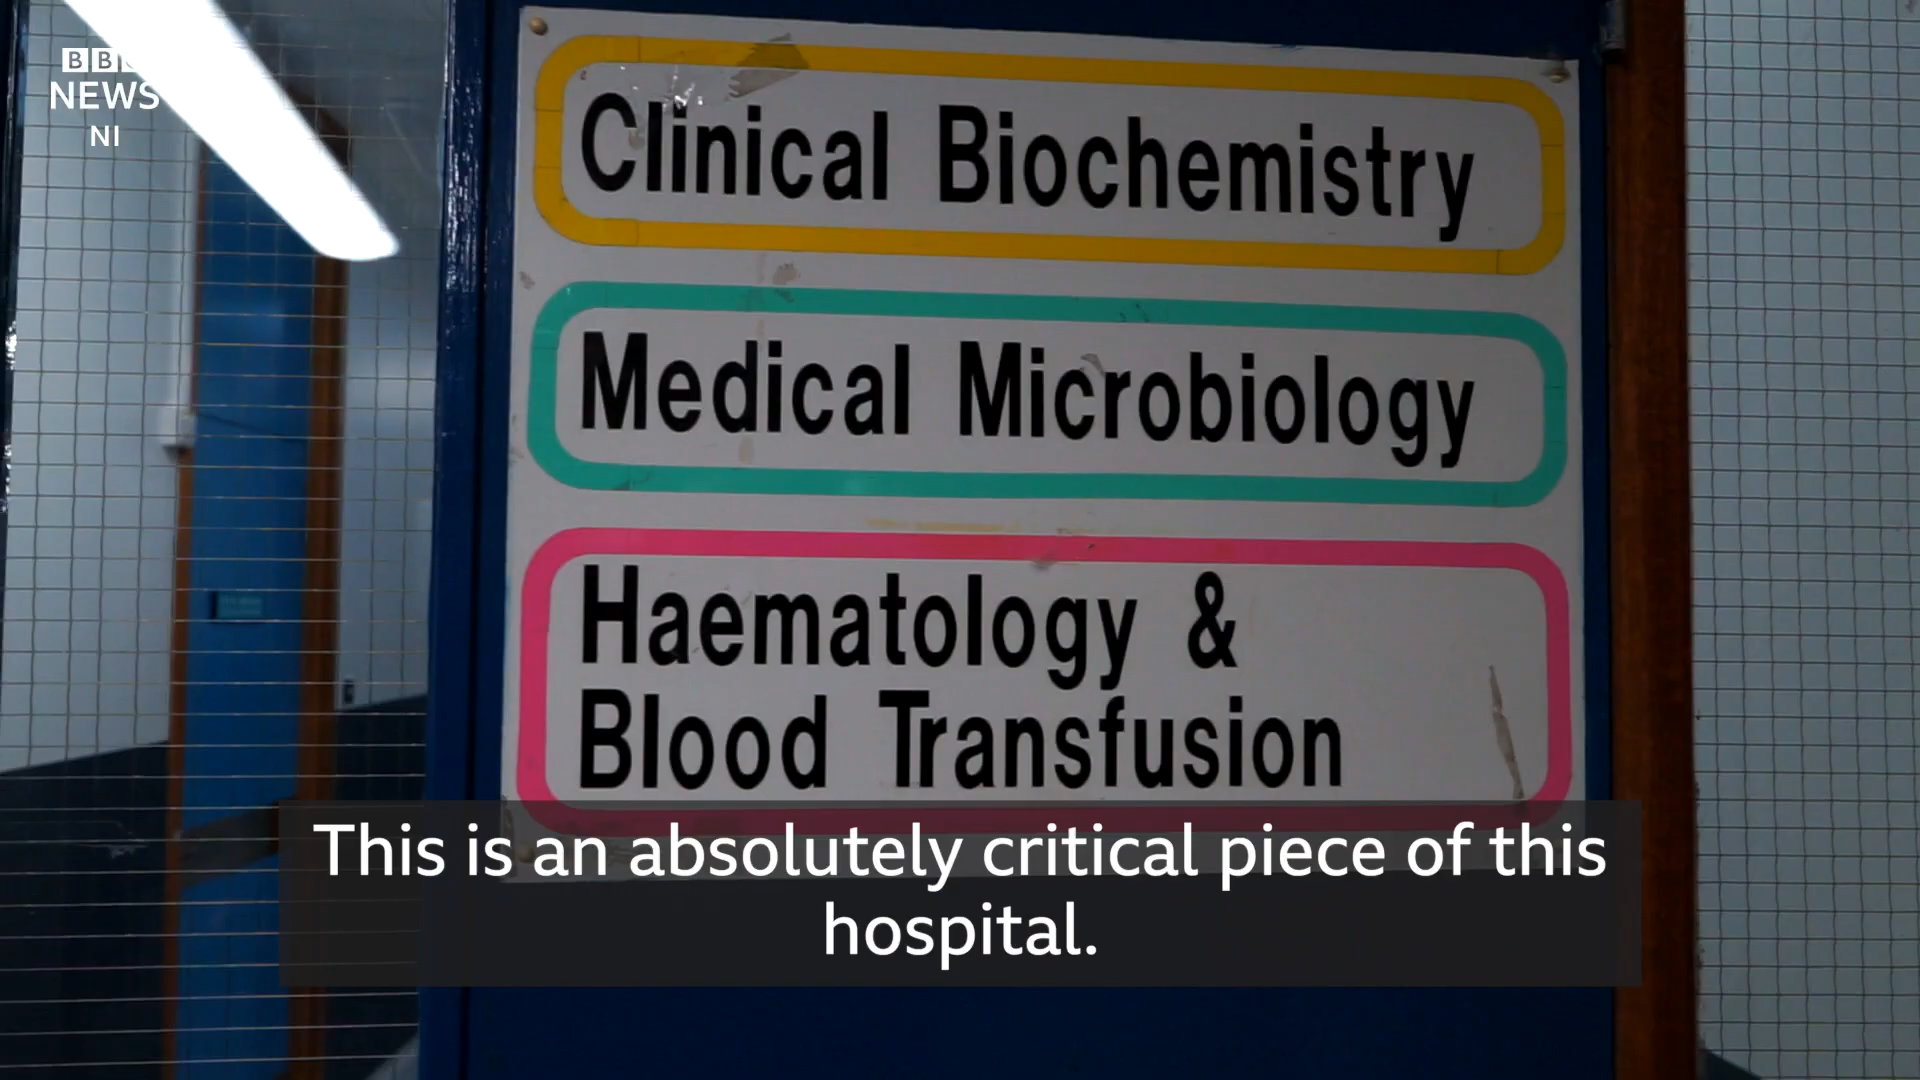 BBC
NEWS
NI
Clinical Biochemistry
Medical Microbiology
Haematology &
Blood Transfusion
This is an absolutely critical piece of this
hospital.